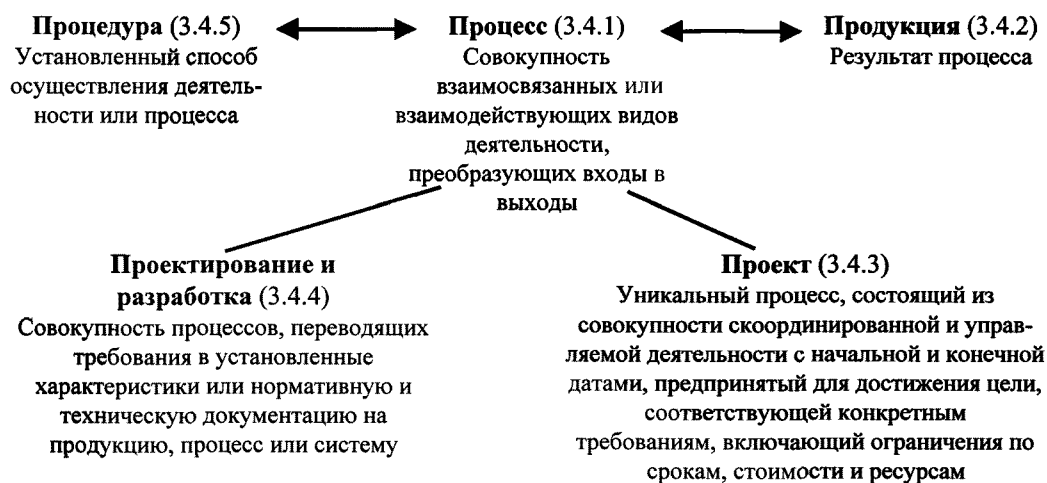 Процедура (3.4.5)
Установленный способ
осуществления деятель-
ности или процесса
Процесс (3.4.1)
Совокупность
взаимосвязанных или
взаимодействующих видов
деятельности,
преобразующих входы в
выходы
Продукция (3.4.2)
Результат процесса
Проектирование и
разработка (3.4.4)
Совокупность процессов, переводящих
требования в установленные
характеристики или нормативную и
техническую документацию на
продукцию, процесс или систему
Проект (3.4.3)
Уникальный процесс, состоящий из
совокупности скоординированной и управ-
ляемой деятельности с начальной и конечной
датами, предпринятый для достижения цели,
соответствующей конкретным
требованиям, включающий ограничения по
срокам, стоимости и ресурсам